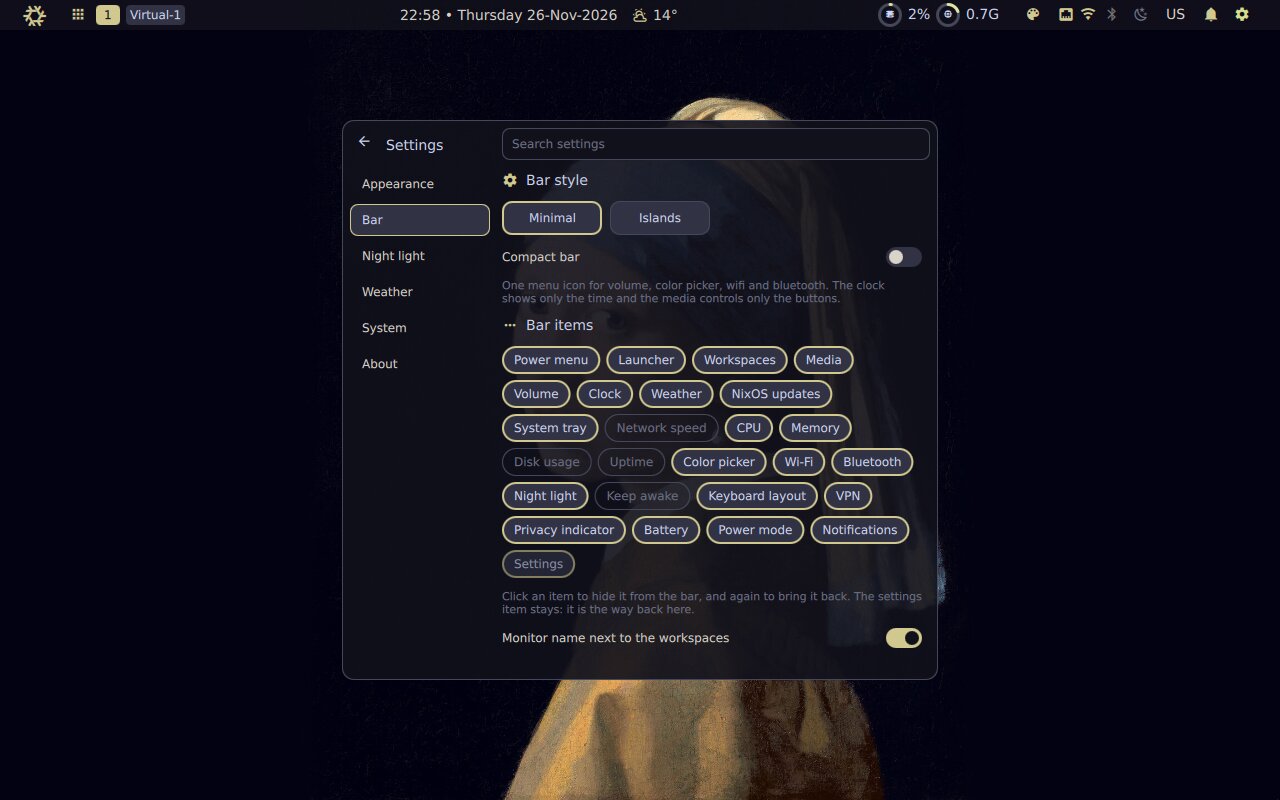 1 Virtual-1 22:58 • Thursday 26-Nov-2026 14° 2% 0.7G US
Settings
Search settings
Appearance
Bar
Night light
Weather
System
About
Bar style
Minimal Islands
Compact bar
One menu icon for volume, color picker, wifi and bluetooth. The clock
shows only the time and the media controls only the buttons.
Bar items
Power menu Launcher Workspaces Media
Volume Clock Weather NixOS updates
System tray Network speed CPU Memory
Disk usage Uptime Color picker Wi-Fi Bluetooth
Night light Keep awake Keyboard layout VPN
Privacy indicator Battery Power mode Notifications
Settings
Click an item to hide it from the bar, and again to bring it back. The settings
item stays: it is the way back here.
Monitor name next to the workspaces